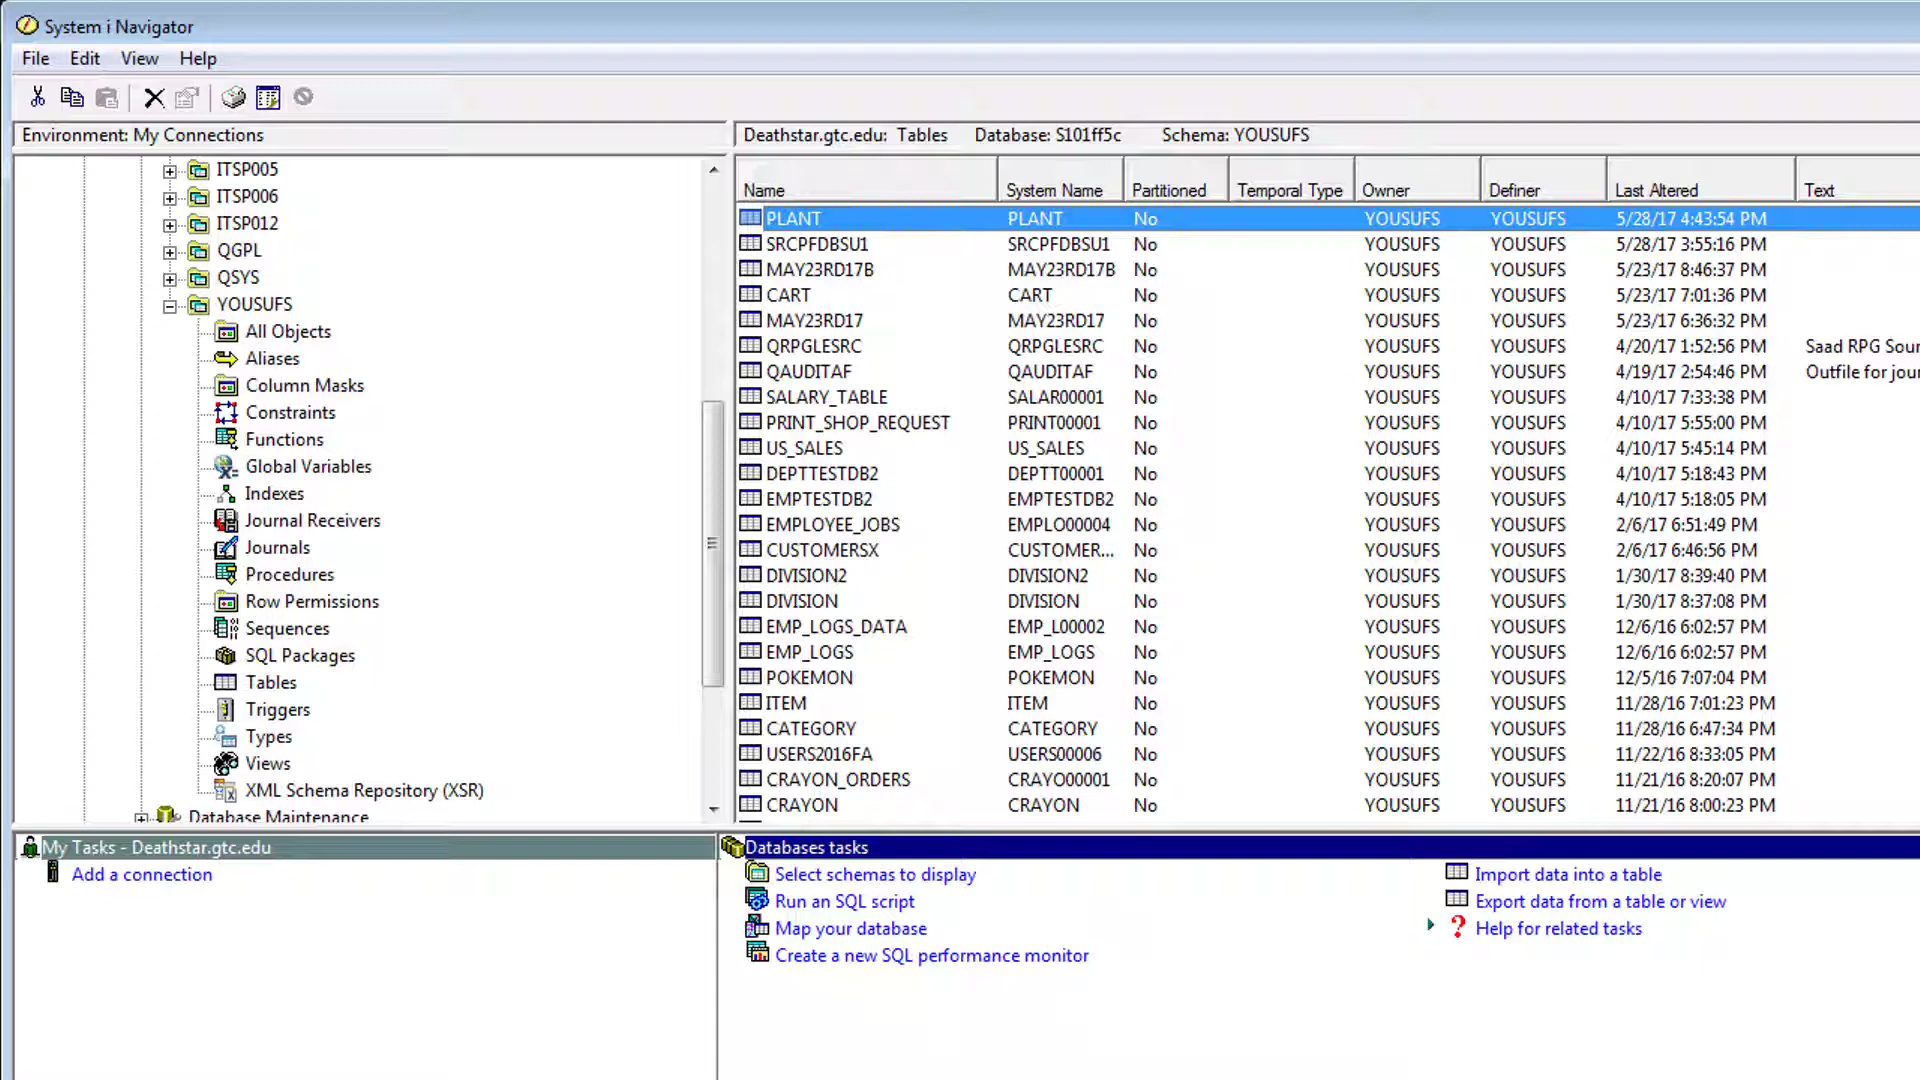 System i Navigator
File Edit View Help
Environment: My Connections
Deathstar.gtc.edu: Tables Database: S101ff5c Schema: YOUSUFS
ITSP005
ITSP006
ITSP012
QGPL
QSYS
YOUSUFS
All Objects
Aliases
Column Masks
Constraints
Functions
Global Variables
Indexes
Journal Receivers
Journals
Procedures
Row Permissions
Sequences
SQL Packages
Tables
Triggers
Types
Views
XML Schema Repository (XSR)
Database Maintenance
Name System Name Partitioned Temporal Type Owner Definer Last Altered Text
PLANT PLANT No YOUSUFS YOUSUFS 5/28/17 4:43:54 PM
SRCPFDBSU1 SRCPFDBSU1 No YOUSUFS YOUSUFS 5/28/17 3:55:16 PM
MAY23RD17B MAY23RD17B No YOUSUFS YOUSUFS 5/23/17 8:46:37 PM
CART CART No YOUSUFS YOUSUFS 5/23/17 7:01:36 PM
MAY23RD17 MAY23RD17 No YOUSUFS YOUSUFS 5/23/17 6:36:32 PM
QRPGLESRC QRPGLESRC No YOUSUFS YOUSUFS 4/20/17 1:52:56 PM Saad RPG Sour
QAUDITAF QAUDITAF No YOUSUFS YOUSUFS 4/19/17 2:54:46 PM Outfile for jour
SALARY_TABLE SALAR00001 No YOUSUFS YOUSUFS 4/10/17 7:33:38 PM
PRINT_SHOP_REQUEST PRINT00001 No YOUSUFS YOUSUFS 4/10/17 5:55:00 PM
US_SALES US_SALES No YOUSUFS YOUSUFS 4/10/17 5:45:14 PM
DEPTTESTDB2 DEPTT00001 No YOUSUFS YOUSUFS 4/10/17 5:18:43 PM
EMPTESTDB2 EMPTESTDB2 No YOUSUFS YOUSUFS 4/10/17 5:18:05 PM
EMPLOYEE_JOBS EMPLO00004 No YOUSUFS YOUSUFS 2/6/17 6:51:49 PM
CUSTOMERSX CUSTOMER... No YOUSUFS YOUSUFS 2/6/17 6:46:56 PM
DIVISION2 DIVISION2 No YOUSUFS YOUSUFS 1/30/17 8:39:40 PM
DIVISION DIVISION No YOUSUFS YOUSUFS 1/30/17 8:37:08 PM
EMP_LOGS_DATA EMP_L00002 No YOUSUFS YOUSUFS 12/6/16 6:02:57 PM
EMP_LOGS EMP_LOGS No YOUSUFS YOUSUFS 12/6/16 6:02:57 PM
POKEMON POKEMON No YOUSUFS YOUSUFS 12/5/16 7:07:04 PM
ITEM ITEM No YOUSUFS YOUSUFS 11/28/16 7:01:23 PM
CATEGORY CATEGORY No YOUSUFS YOUSUFS 11/28/16 6:47:34 PM
USERS2016FA USERS00006 No YOUSUFS YOUSUFS 11/22/16 8:33:05 PM
CRAYON_ORDERS CRAYO00001 No YOUSUFS YOUSUFS 11/21/16 8:20:07 PM
CRAYON CRAYON No YOUSUFS YOUSUFS 11/21/16 8:00:23 PM
My Tasks - Deathstar.gtc.edu
Add a connection
Databases tasks
Select schemas to display
Run an SQL script
Map your database
Create a new SQL performance monitor
Import data into a table
Export data from a table or view
Help for related tasks